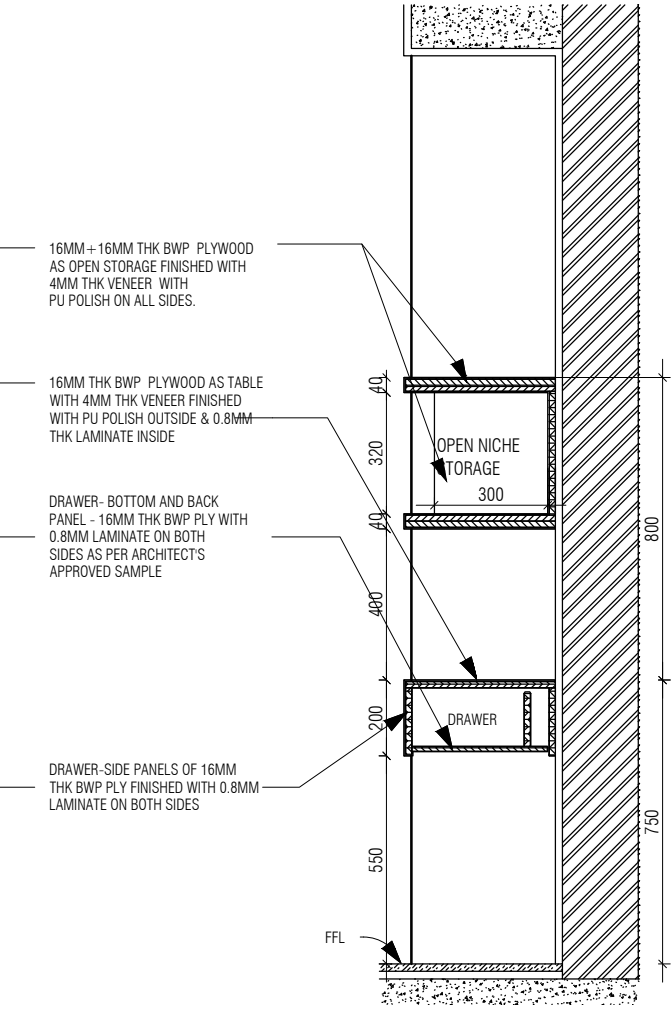 16MM+16MM THK BWP PLYWOOD
AS OPEN STORAGE FINISHED WITH
4MM THK VENEER WITH
PU POLISH ON ALL SIDES.
16MM THK BWP PLYWOOD AS TABLE
WITH 4MM THK VENEER FINISHED
WITH PU POLISH OUTSIDE & 0.8MM
THK LAMINATE INSIDE
DRAWER- BOTTOM AND BACK
PANEL - 16MM THK BWP PLY WITH
0.8MM LAMINATE ON BOTH
SIDES AS PER ARCHITECT'S
APPROVED SAMPLE
DRAWER-SIDE PANELS OF 16MM
THK BWP PLY FINISHED WITH 0.8MM
LAMINATE ON BOTH SIDES
FFL
40
320
40
400
200
550
OPEN NICHE
STORAGE
300
DRAWER
800
750